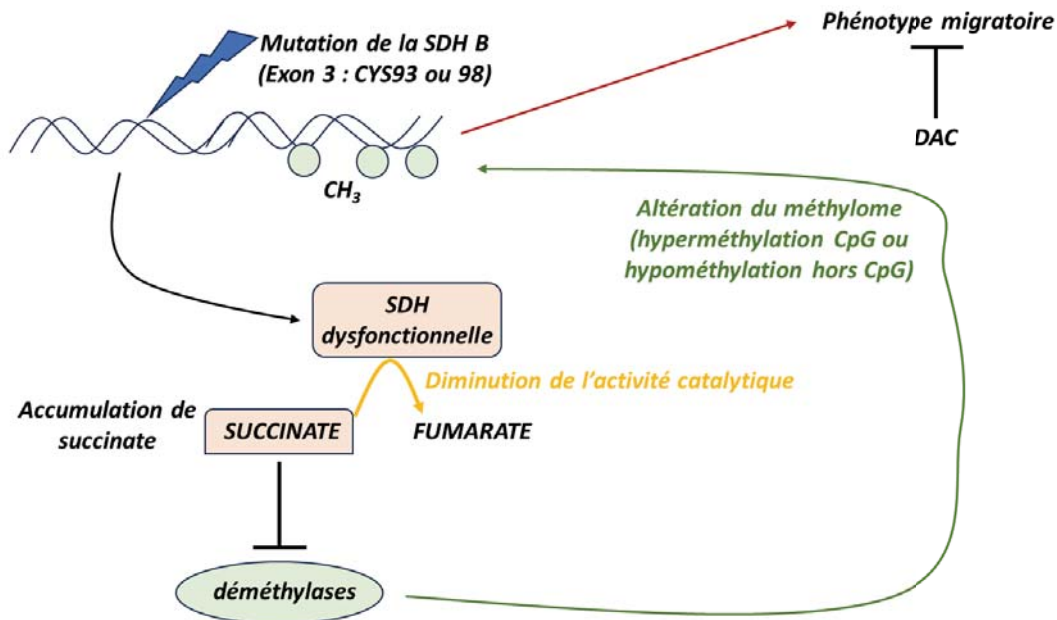 Phénotype migratoire
Mutation de la SDH B
(Exon 3 : CYS93 ou 98)
DAC
CH3
Altération du méthylome
(hyperméthylation CpG ou
hypométhylation hors CpG)
SDH
dysfonctionnelle
Diminution de l'activité catalytique
Accumulation de
succinate
SUCCINATE
FUMARATE
déméthylases